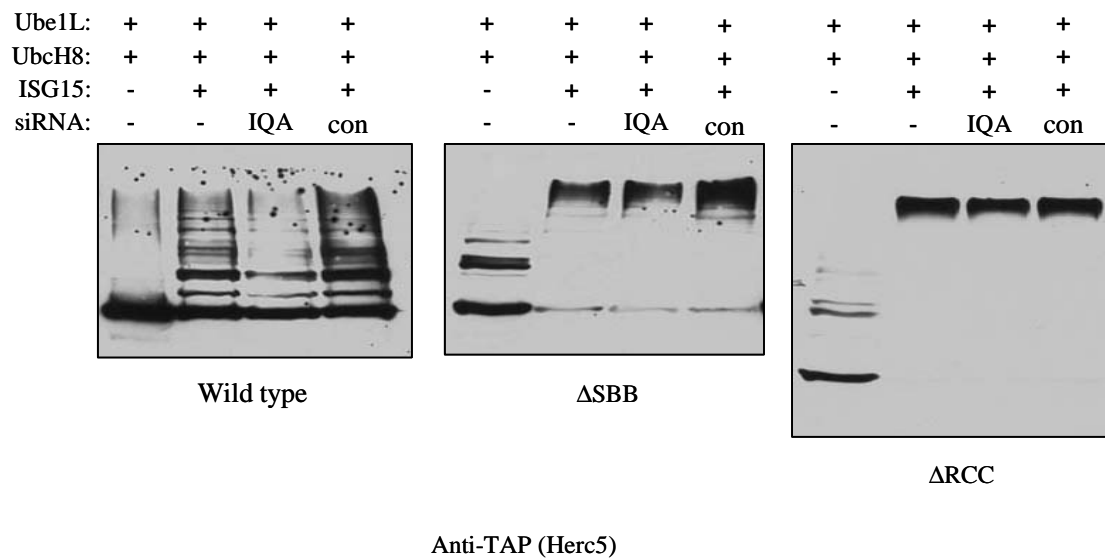 Ube1L: + + + + + + + + + + + +
UbcH8: + + + + + + + + + + + +
ISG15: - + + + - + + + - + + +
siRNA: - - IQA con - - IQA con - - IQA con
Wild type
ΔSBB
ΔRCC
Anti-TAP (Herc5)